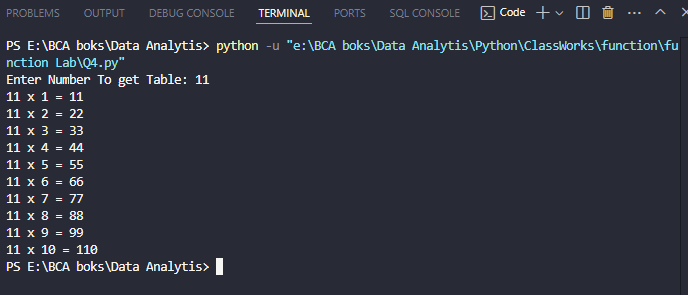 PROBLEMS OUTPUT DEBUG CONSOLE TERMINAL PORTS SQL CONSOLE Code
PS E:\BCA boks\Data Analytis> python -u "e:\BCA boks\Data Analytis\Python\ClassWorks\function\fu
nction Lab\Q4.py"
Enter Number To get Table: 11
11 x 1 = 11
11 x 2 = 22
11 x 3 = 33
11 x 4 = 44
11 x 5 = 55
11 x 6 = 66
11 x 7 = 77
11 x 8 = 88
11 x 9 = 99
11 x 10 = 110
PS E:\BCA boks\Data Analytis>